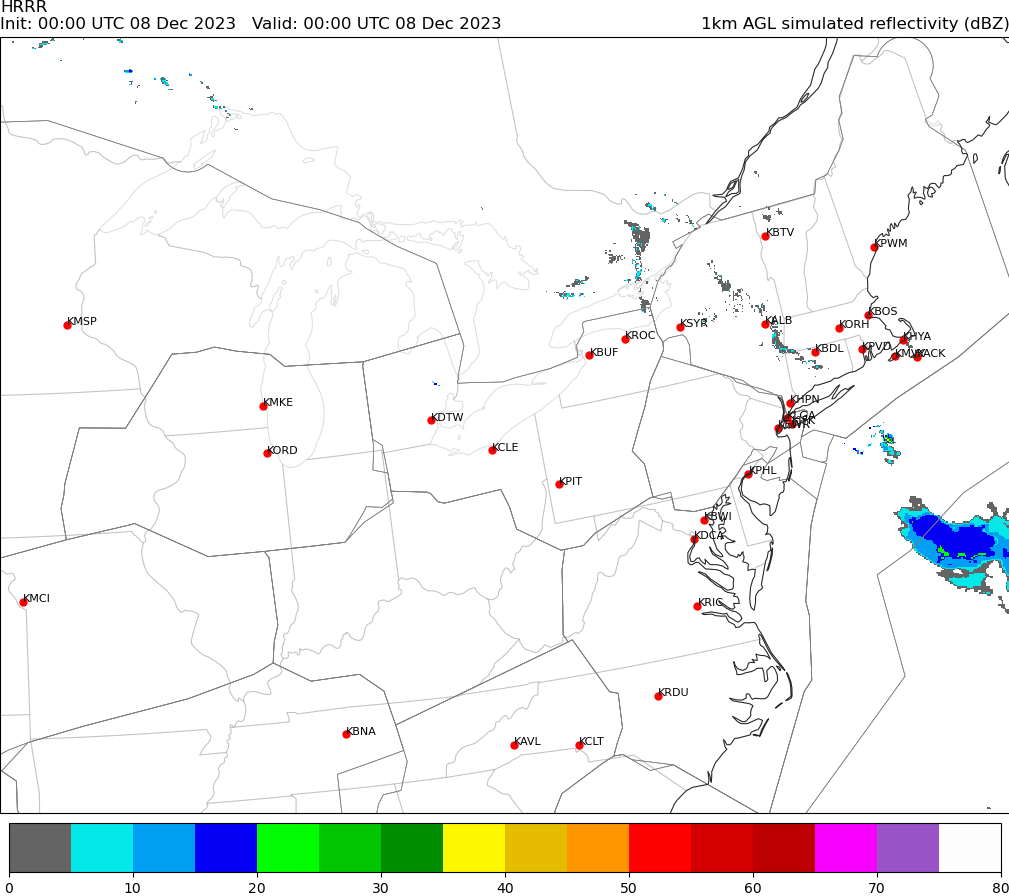 HRRR
Init: 00:00 UTC 08 Dec 2023   Valid: 00:00 UTC 08 Dec 2023   1km AGL simulated reflectivity (dBZ)
KBTV
KPWM
KBOS
KMSP
KALB
KSYR
KORH
KROC
KHYA
KBUF
KBDL
KPVD
KACK
KHPN
KMKE
KLGA
KDTW
KCLE
KORD
KPHL
KPIT
KBWI
KDCA
KMCI
KRIC
KRDU
KBNA
KAVL
KCLT
0 10 20 30 40 50 60 70 80